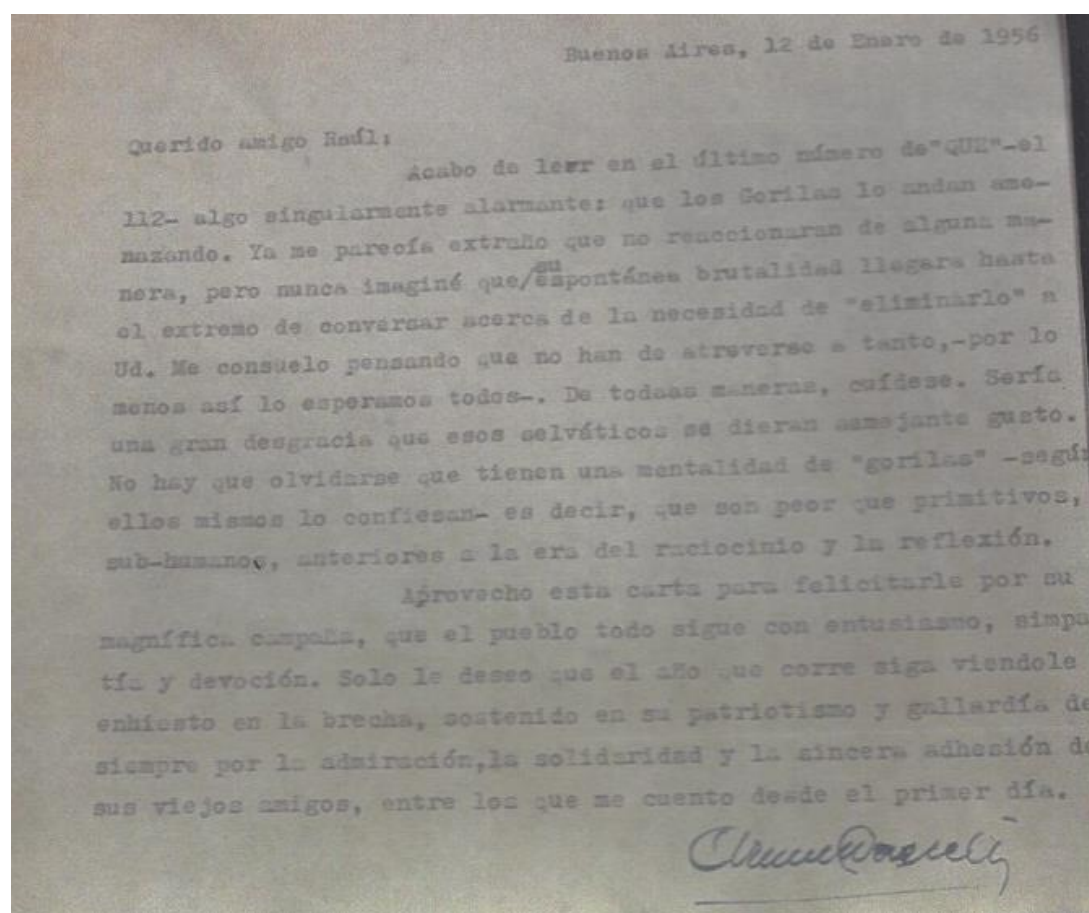 Buenos Aires, 12 de Enero de 1956
Querido amigo Raúl:
Acabo de leer en el último número de"QUE"-el
112- algo singularmente alarmante: que los Gorilas lo andan ame-
nazando. Ya me parecía extraño que no reaccionaran de alguna ma-
nera, pero nunca imaginé que/su espontánea brutalidad llegara hasta
el extremo de conversar acerca de la necesidad de "eliminarlo" a
Ud. Me consuelo pensando que no han de atreverse a tanto,-por lo
menos así lo esperamos todos-. De todaas maneras, cuídese. Sería
una gran desgracia que esos selváticos se dieran semejante gusto.
No hay que olvidarse que tienen una mentalidad de "gorilas" -según
ellos mismos lo confiesan- es decir, que son peor que primitivos,
sub-humanos, anteriores a la era del raciocinio y la reflexión.
Aprovecho esta carta para felicitarle por su
magnífica campaña, que el pueblo todo sigue con entusiasmo, simpa
tía y devoción. Solo le deseo que el año que corre siga viendole
enhiesto en la brecha, sostenido en su patriotismo y gallardía de
siempre por la admiración,la solidaridad y la sincera adhesión de
sus viejos amigos, entre los que me cuento desde el primer día.